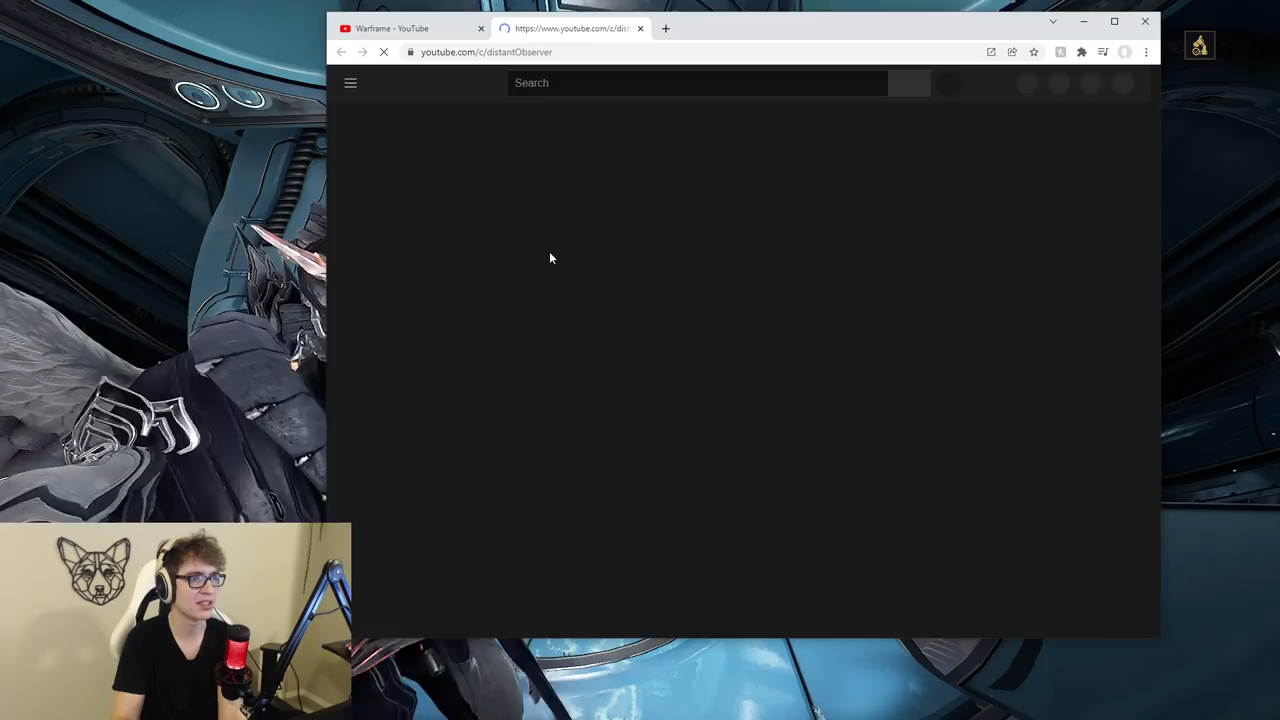 Warframe - YouTube
https://www.youtube.com/c/dist
youtube.com/c/distantObserver
Search